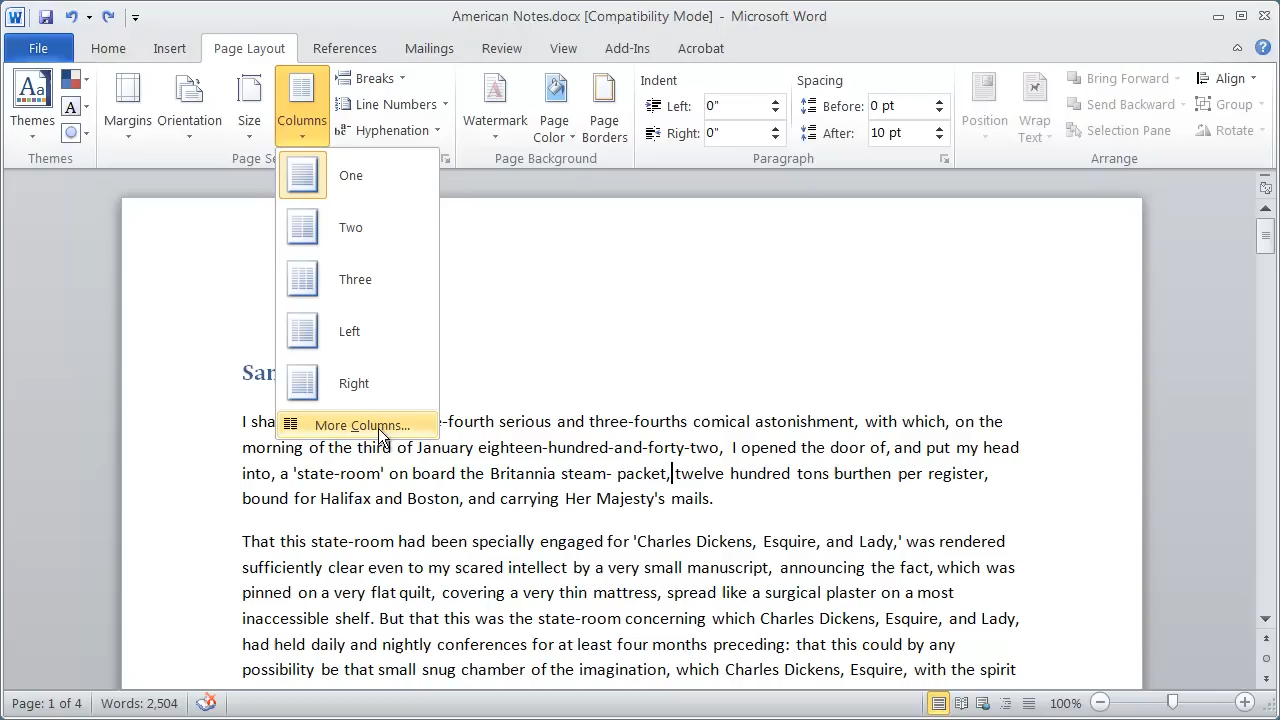 American Notes.docx [Compatibility Mode] - Microsoft Word
File Home Insert Page Layout References Mailings Review View Add-Ins Acrobat
Themes
Themes
Margins Orientation Size Columns
Breaks
Line Numbers
Hyphenation
Page Se
Watermark Page Color Page Borders
Page Background
Indent
Left: 0"
Right: 0"
Spacing
Before: 0 pt
After: 10 pt
Paragraph
Position Wrap Text
Bring Forward
Send Backward
Selection Pane
Align
Group
Rotate
Arrange
One
Two
Three
Left
Right
More Columns...
San
I sha e-fourth serious and three-fourths comical astonishment, with which, on the
morning of the third of January eighteen-hundred-and-forty-two, I opened the door of, and put my head
into, a 'state-room' on board the Britannia steam- packet, twelve hundred tons burthen per register,
bound for Halifax and Boston, and carrying Her Majesty's mails.
That this state-room had been specially engaged for 'Charles Dickens, Esquire, and Lady,' was rendered
sufficiently clear even to my scared intellect by a very small manuscript, announcing the fact, which was
pinned on a very flat quilt, covering a very thin mattress, spread like a surgical plaster on a most
inaccessible shelf. But that this was the state-room concerning which Charles Dickens, Esquire, and Lady,
had held daily and nightly conferences for at least four months preceding: that this could by any
possibility be that small snug chamber of the imagination, which Charles Dickens, Esquire, with the spirit
Page: 1 of 4 Words: 2,504 100%